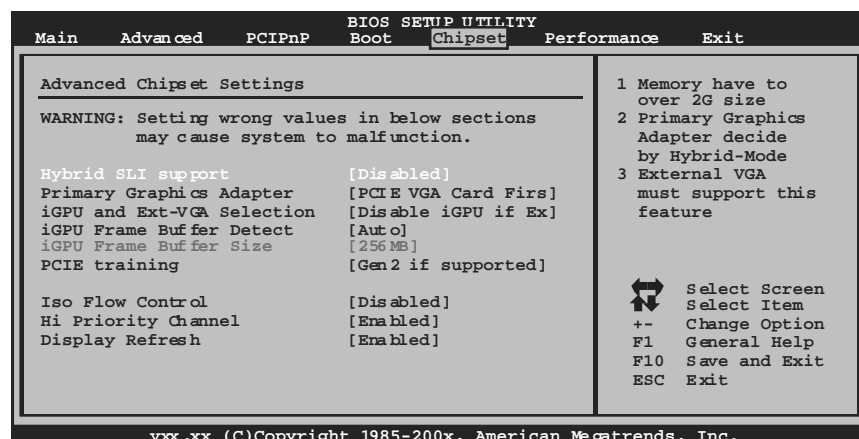 BIOS SETUP UTILITY
Main Advanced PCIPnP Boot Chipset Performance Exit
Advanced Chipset Settings
WARNING: Setting wrong values in below sections
may cause system to malfunction.
Hybrid SLI support [Disabled]
Primary Graphics Adapter [PCIE VGA Card Firs]
iGPU and Ext-VGA Selection [Disable iGPU if Ex]
iGPU Frame Buffer Detect [Auto]
iGPU Frame Buffer Size [256MB]
PCIE training [Gen2 if supported]
Iso Flow Control [Disabled]
Hi Priority Channel [Enabled]
Display Refresh [Enabled]
1 Memory have to
over 2G size
2 Primary Graphics
Adapter decide
by Hybrid-Mode
3 External VGA
must support this
feature
Select Screen
Select Item
+- Change Option
F1 General Help
F10 Save and Exit
ESC Exit
vxx.xx (C)Copyright 1985-200x, American Megatrends, Inc.